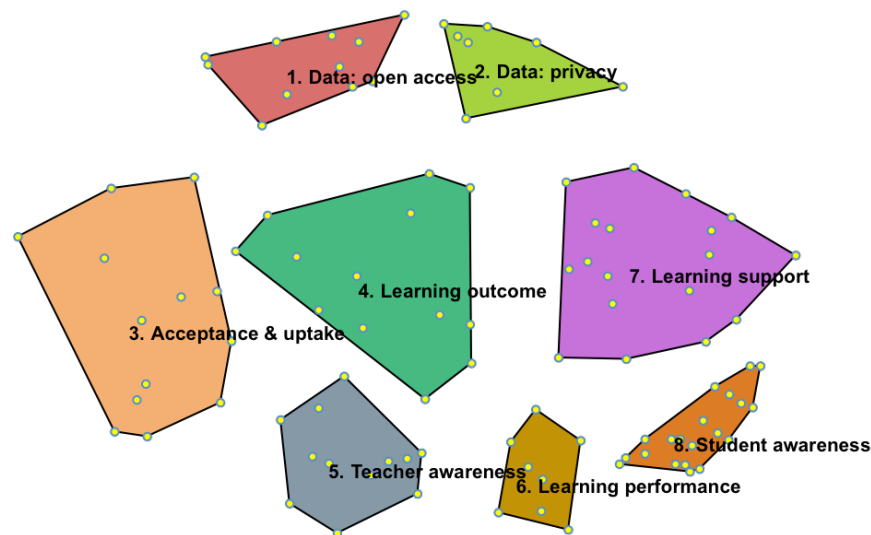 1. Data: open access
2. Data: privacy
3. Acceptance & uptake
4. Learning outcome
7. Learning support
5. Teacher awareness
6. Learning performance
8. Student awareness